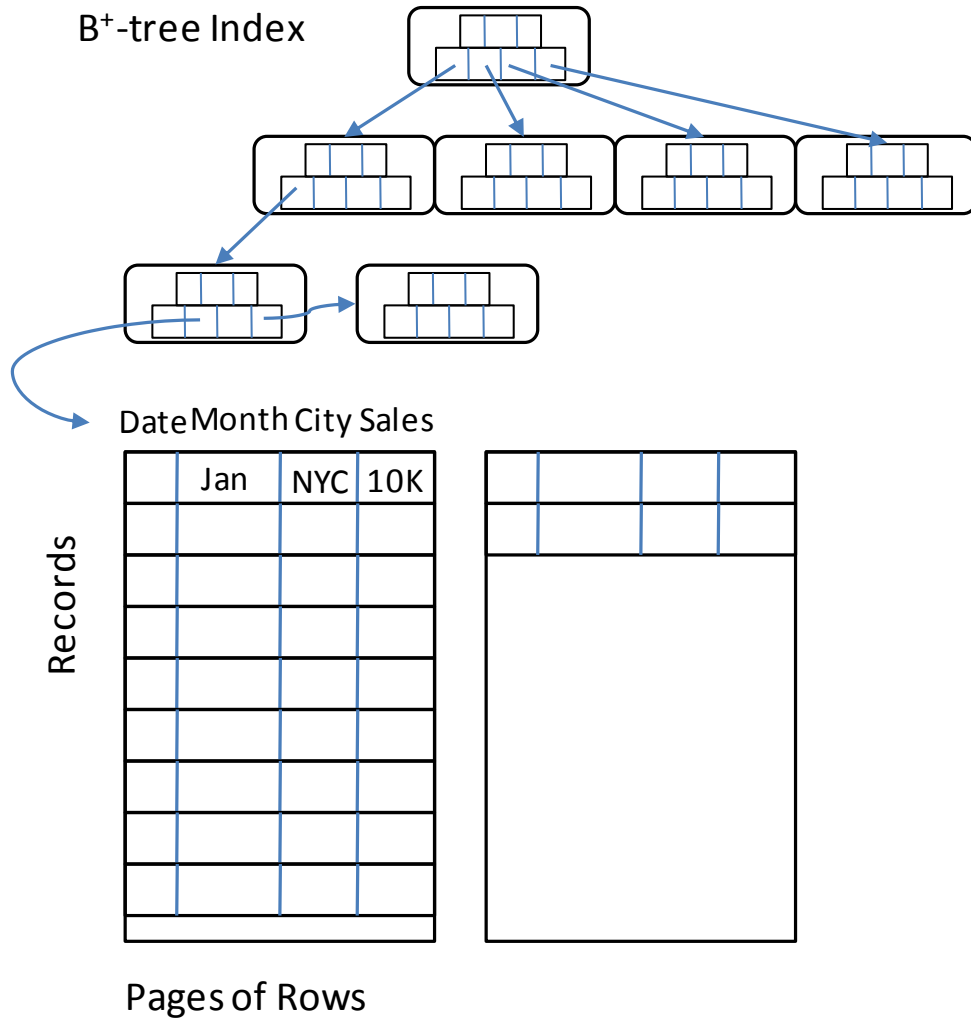 B+-tree Index
Date Month City Sales
Jan NYC 10K
Records
Pages of Rows